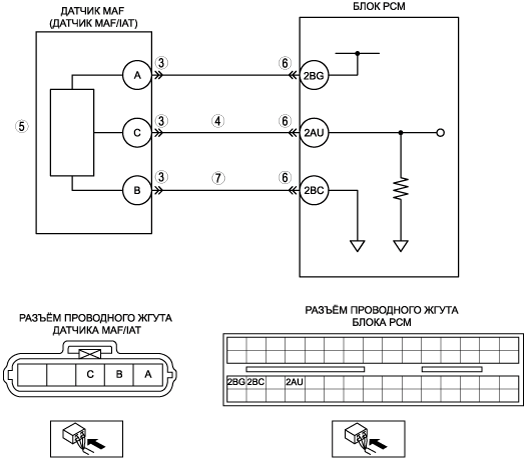 ДАТЧИК MAF
(ДАТЧИК MAF/IAT)
БЛОК PCM
A 3 6 2BG
5 C 3 4 6 2AU
B 3 7 6 2BC
РАЗЪЁМ ПРОВОДНОГО ЖГУТА
ДАТЧИКА MAF/IAT
C B A
РАЗЪЁМ ПРОВОДНОГО ЖГУТА
БЛОКА PCM
2BG 2BC 2AU